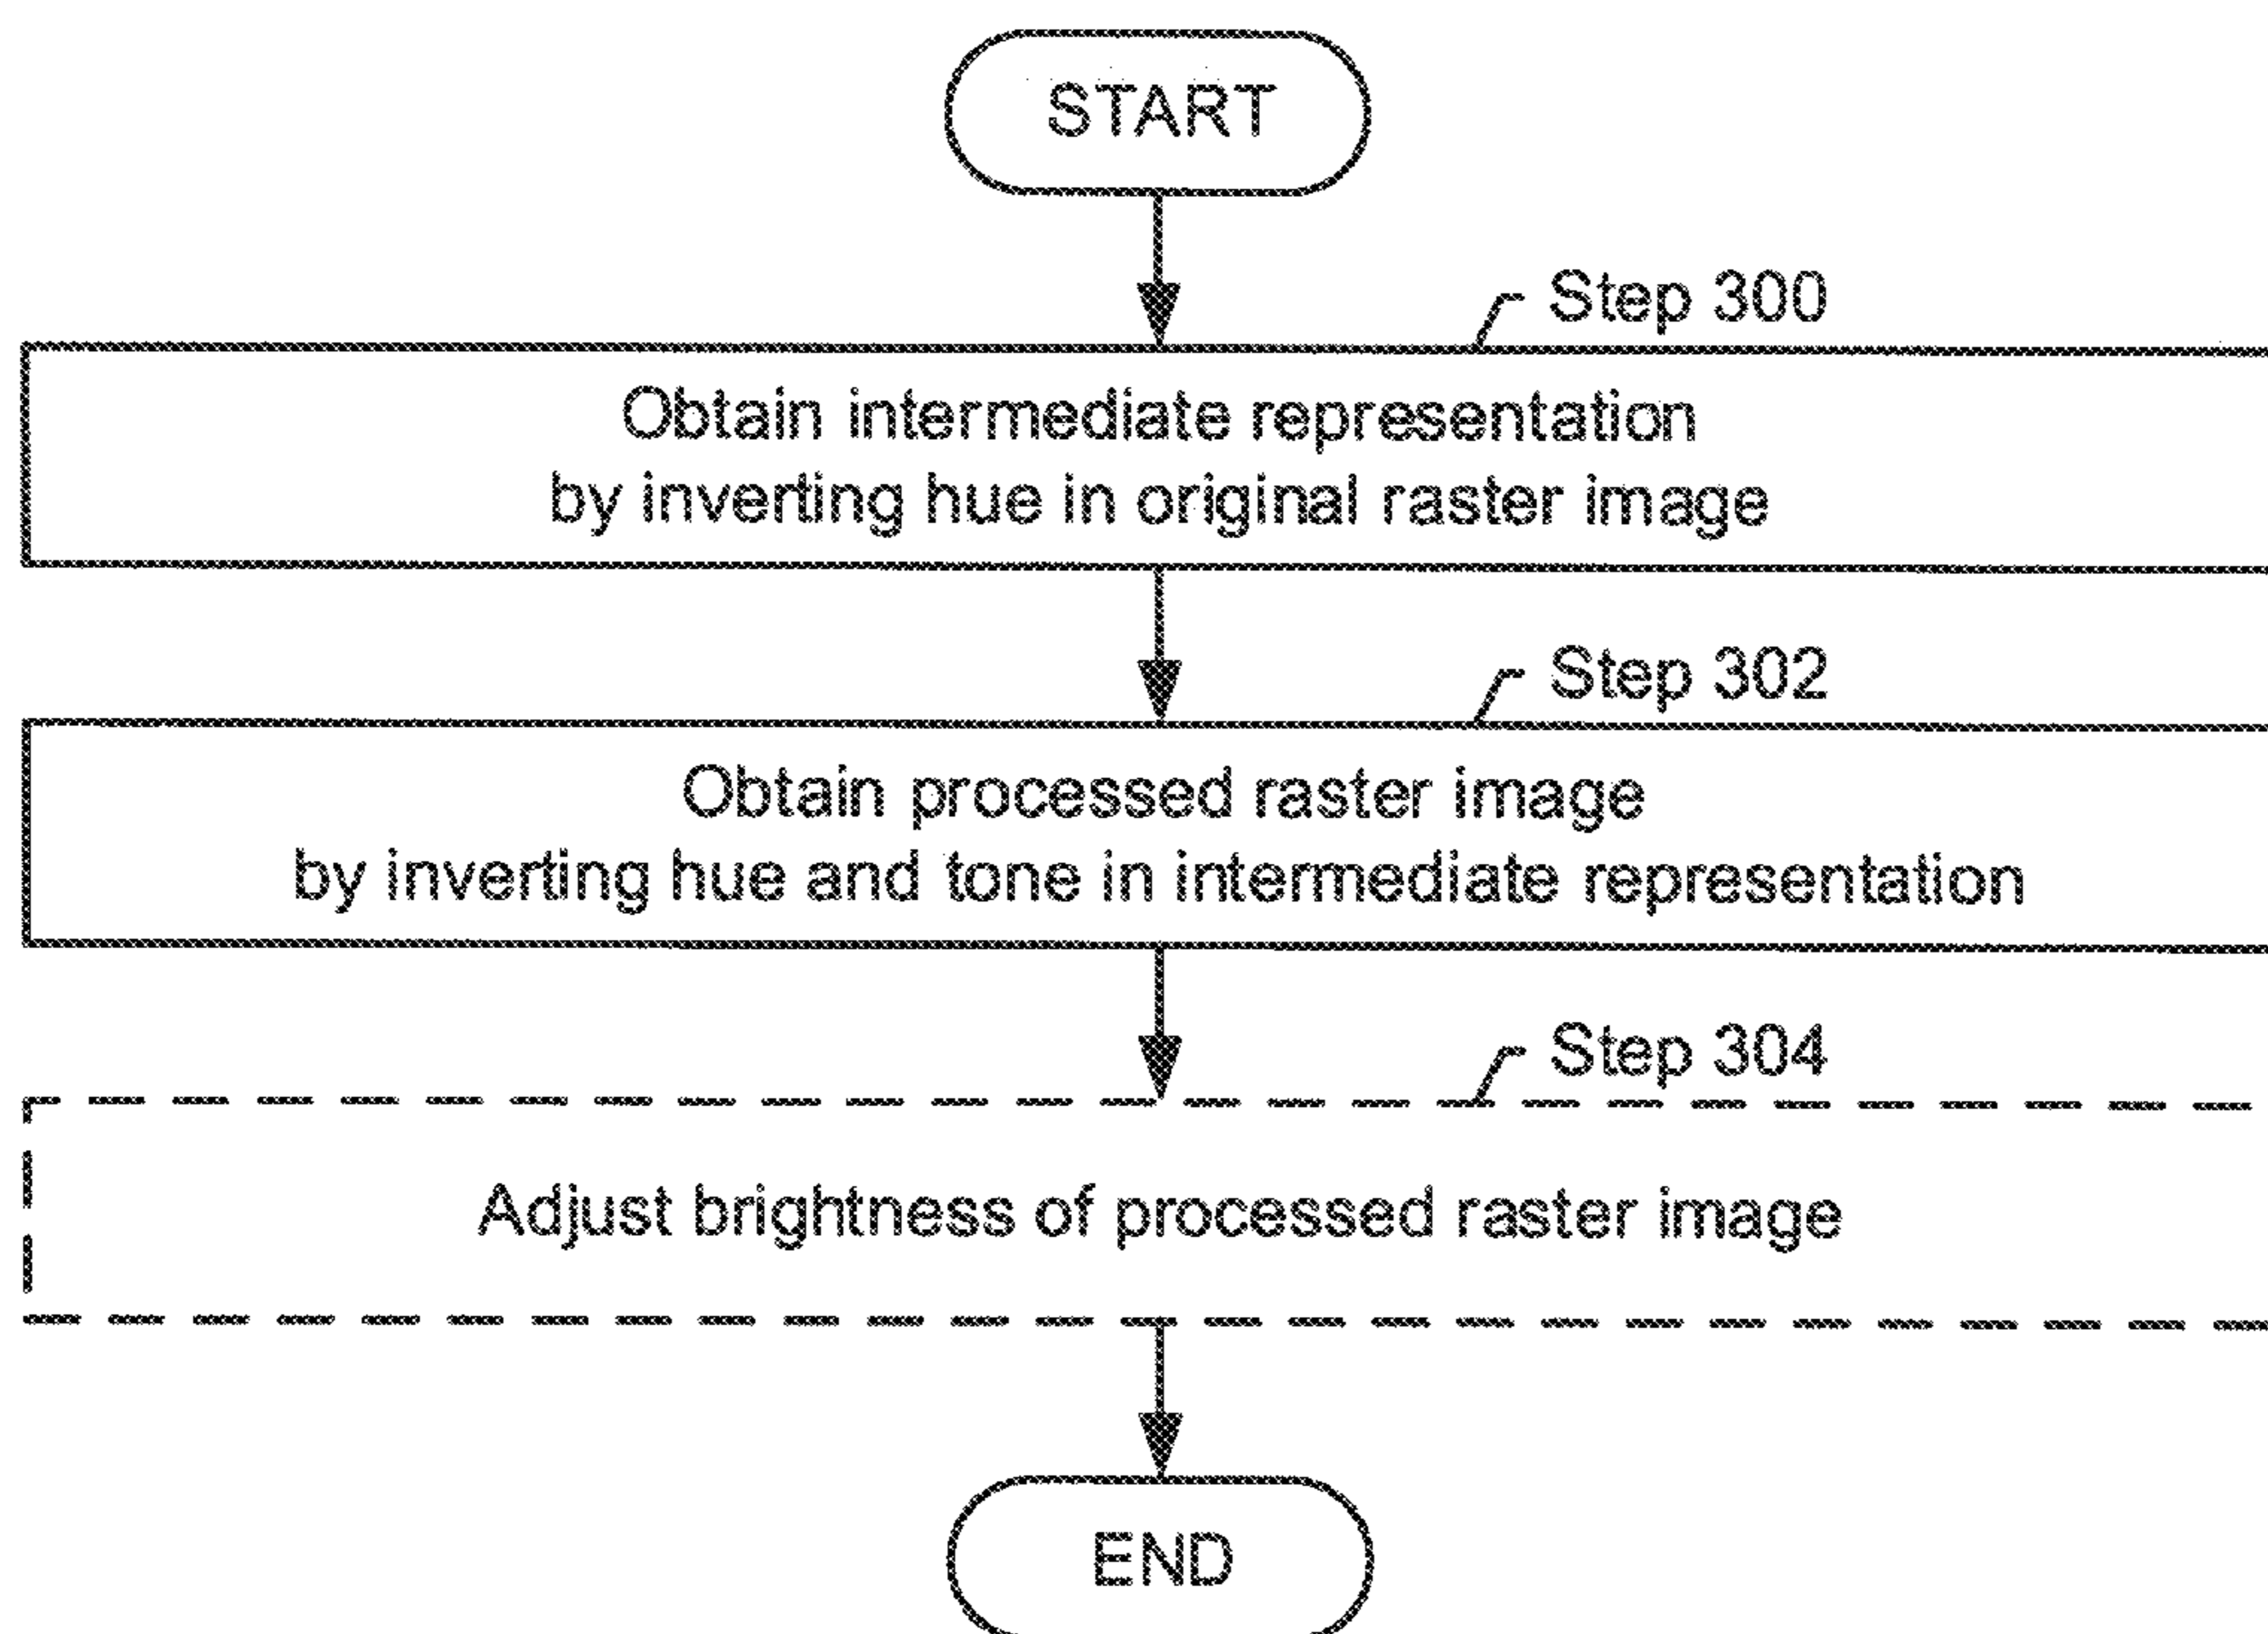 START
Step 300
Obtain intermediate representation
by inverting hue in original raster image
Step 302
Obtain processed raster image
by inverting hue and tone in intermediate representation
Step 304
Adjust brightness of processed raster image
END